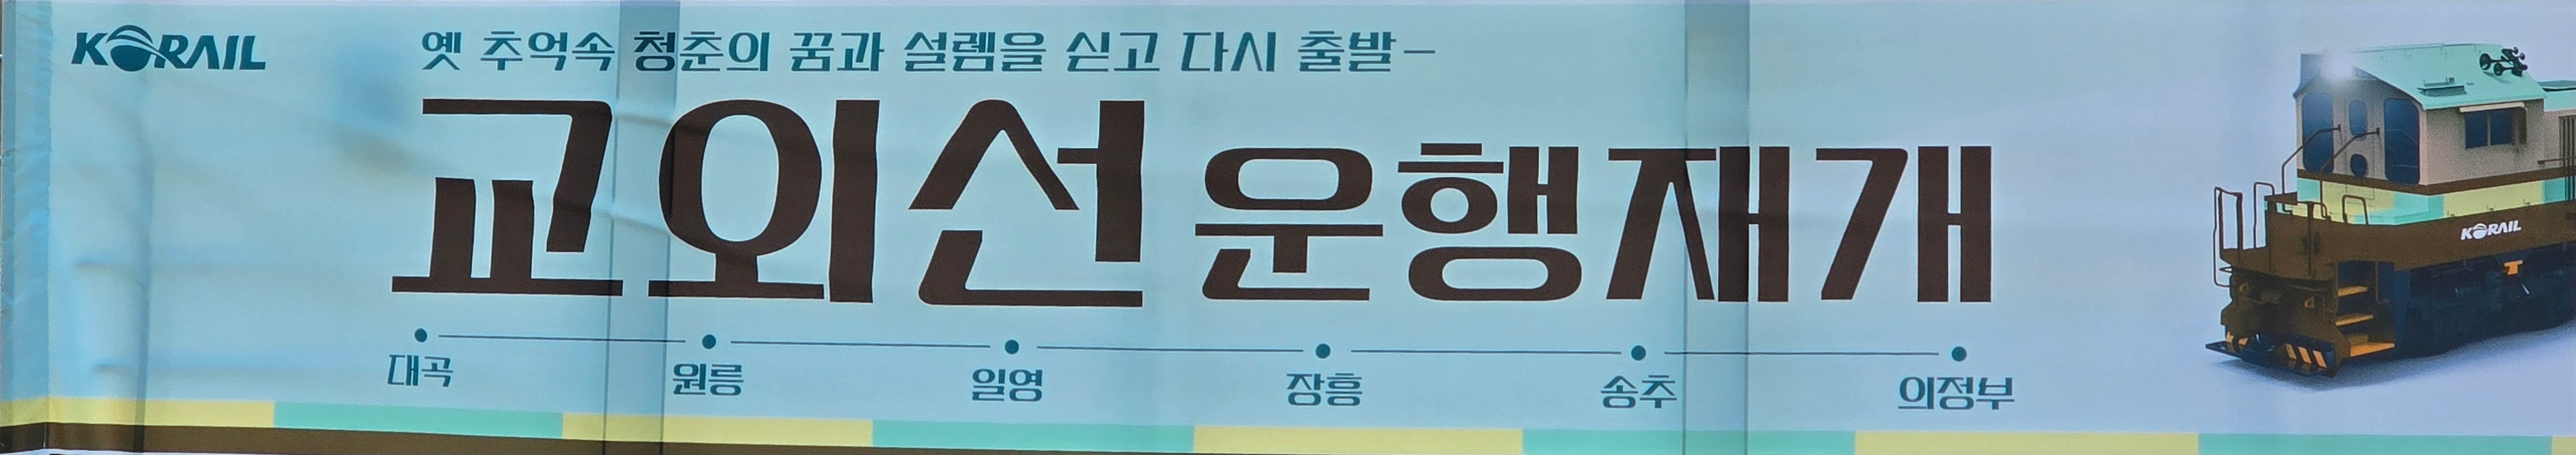 KORAIL
옛 추억속 청춘의 꿈과 설렘을 싣고 다시 출발–
교외선 운행재개
대곡 원릉 일영 장흥 송추 의정부
KORAIL